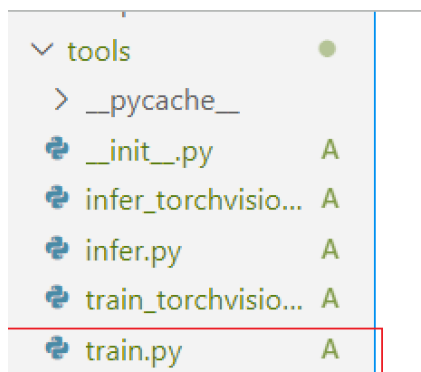 tools
__pycache__
__init__.py A
infer_torchvisio... A
infer.py A
train_torchvisio... A
train.py A